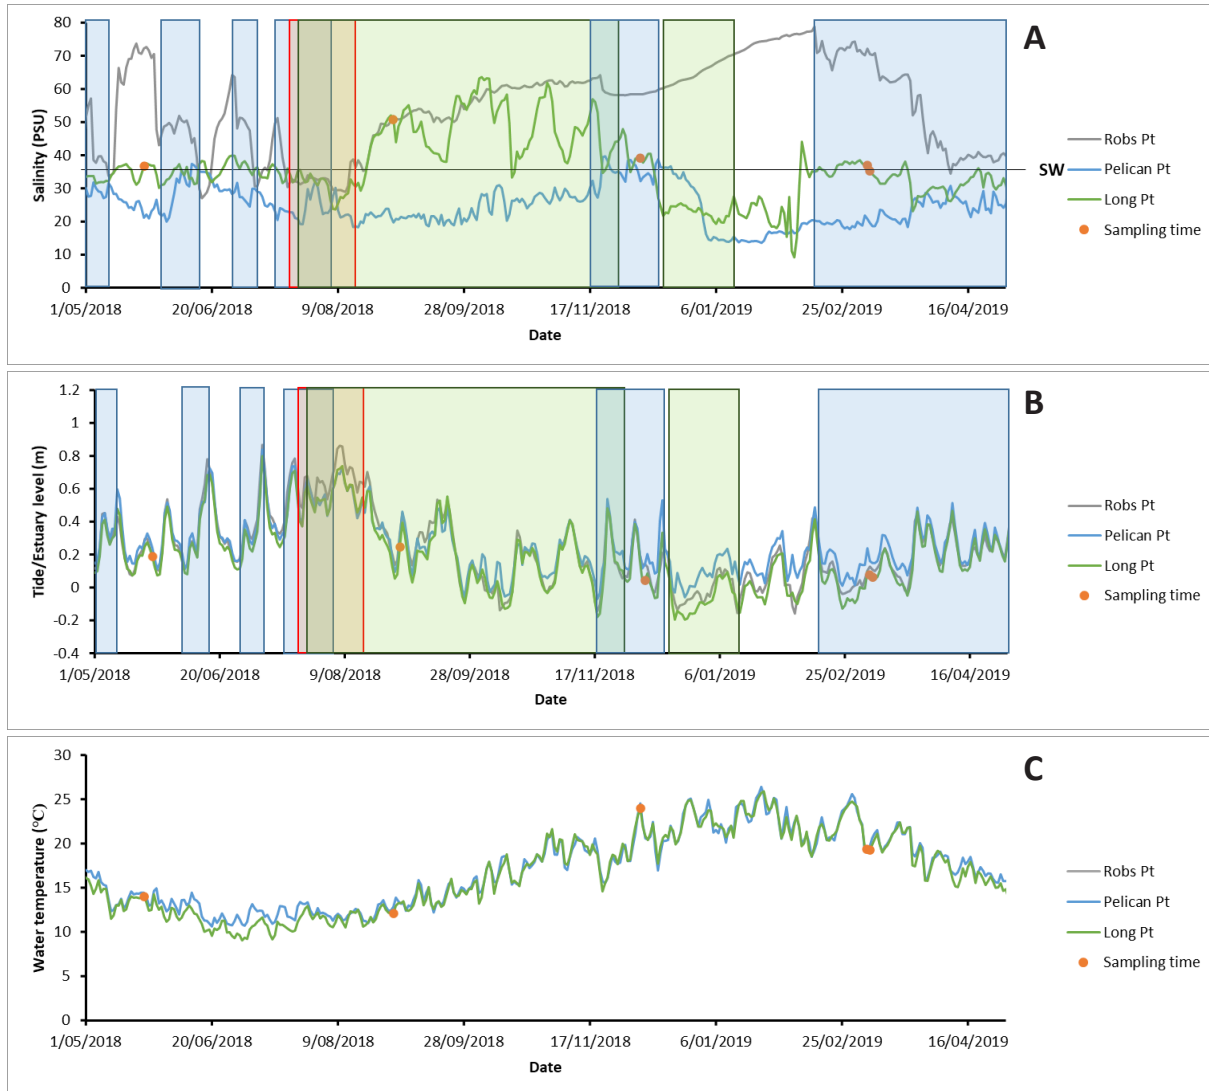 A
Salinity (PSU)
80
70
60
50
40
30
20
10
0
1/05/2018 20/06/2018 9/08/2018 28/09/2018 17/11/2018 6/01/2019 25/02/2019 16/04/2019
Date
SW
Robs Pt
Pelican Pt
Long Pt
Sampling time
B
Tide/Estuary level (m)
1.2
1
0.8
0.6
0.4
0.2
0
-0.2
-0.4
1/05/2018 20/06/2018 9/08/2018 28/09/2018 17/11/2018 6/01/2019 25/02/2019 16/04/2019
Date
Robs Pt
Pelican Pt
Long Pt
Sampling time
C
Water temperature (°C)
30
25
20
15
10
5
0
1/05/2018 20/06/2018 9/08/2018 28/09/2018 17/11/2018 6/01/2019 25/02/2019 16/04/2019
Date
Robs Pt
Pelican Pt
Long Pt
Sampling time